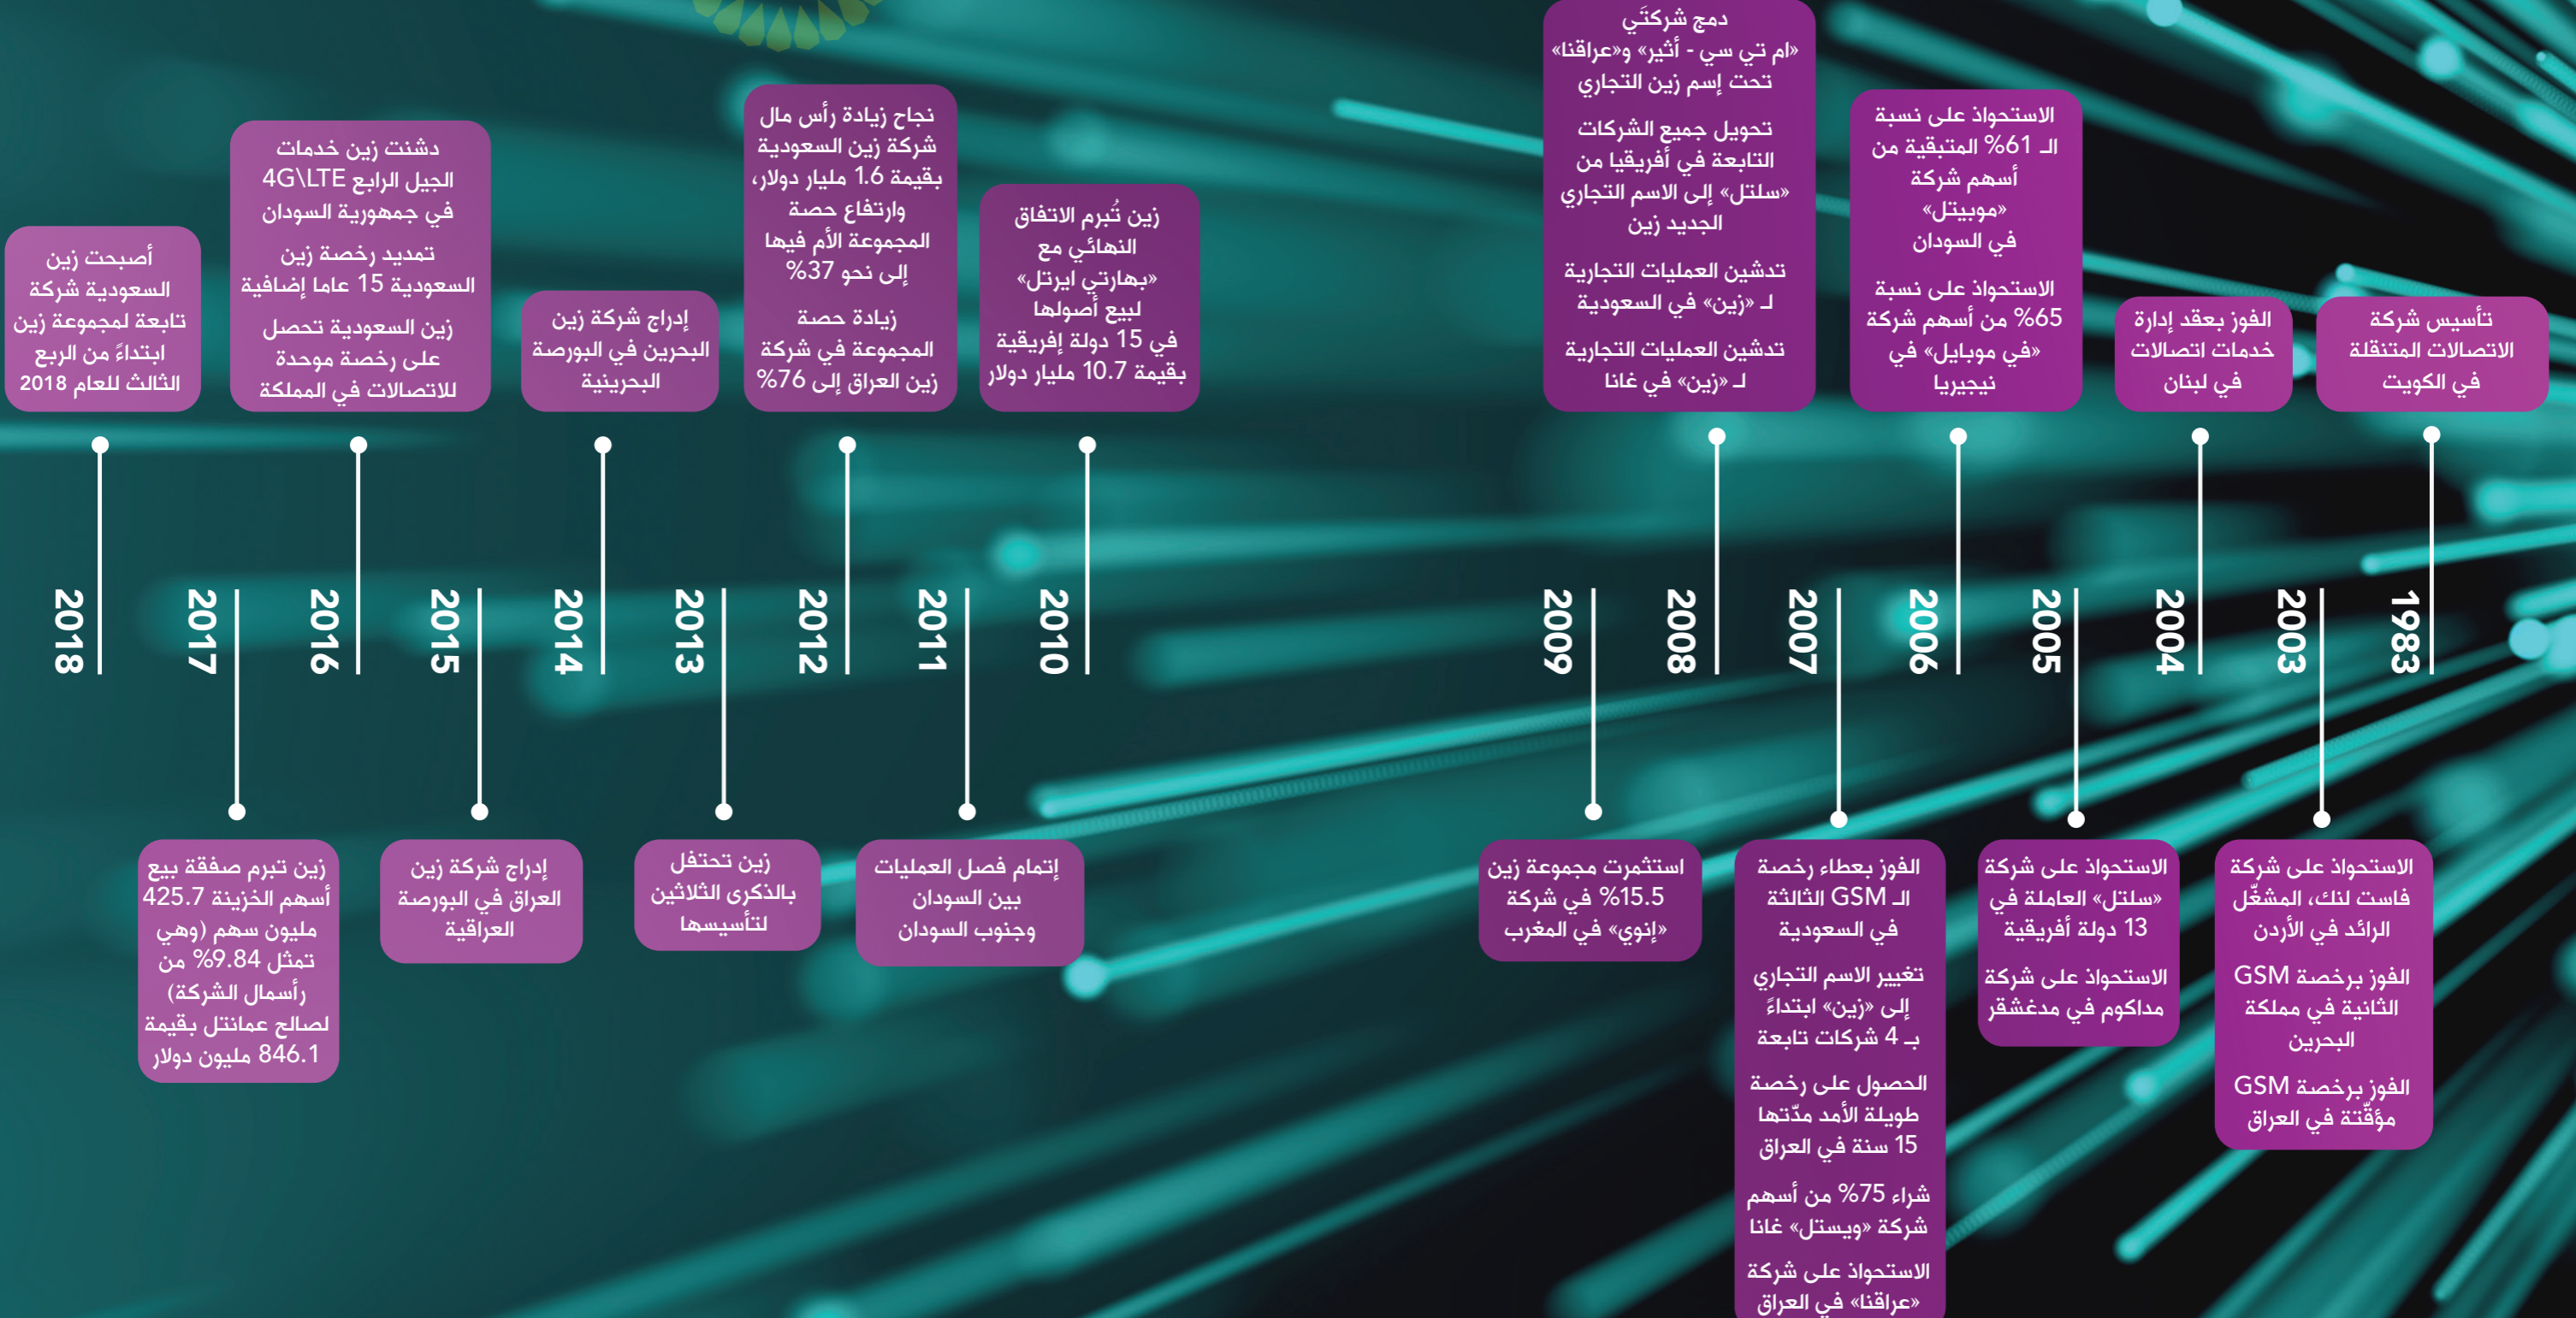 تأسيس شركة
الاتصالات المتنقلة
في الكويت
1983
2003
الاستحواذ على شركة
فاست لنك، المشغّل
الرائد في الأردن
الفوز برخصة GSM
الثانية في مملكة
البحرين
الفوز برخصة GSM
مؤقّتة في العراق
الفوز بعقد إدارة
خدمات اتصالات
في لبنان
2004
2005
الاستحواذ على شركة
«سلتل» العاملة في
13 دولة أفريقية
الاستحواذ على شركة
مداكوم في مدغشقر
الاستحواذ على نسبة
الـ 61% المتبقية من
أسهم شركة
«موبيتل»
في السودان
الاستحواذ على نسبة
65% من أسهم شركة
«في موبايل» في
نيجيريا
2006
2007
الفوز بعطاء رخصة
الـ GSM الثالثة
في السعودية
تغيير الاسم التجاري
إلى «زين» ابتداءً
بـ 4 شركات تابعة
الحصول على رخصة
طويلة الأمد مدّتها
15 سنة في العراق
شراء 75% من أسهم
شركة «ويستل» غانا
الاستحواذ على شركة
«عراقنا» في العراق
دمج شركتَي
«ام تي سي - أثير» و«عراقنا»
تحت إسم زين التجاري
تحويل جميع الشركات
التابعة في أفريقيا من
«سلتل» إلى الاسم التجاري
الجديد زين
تدشين العمليات التجارية
لـ «زين» في السعودية
تدشين العمليات التجارية
لـ «زين» في غانا
2008
2009
استثمرت مجموعة زين
15.5% في شركة
«إنوي» في المغرب
زين تُبرم الاتفاق
النهائي مع
«بهارتي ايرتل»
لبيع أصولها
في 15 دولة إفريقية
بقيمة 10.7 مليار دولار
2010
2011
إتمام فصل العمليات
بين السودان
وجنوب السودان
نجاح زيادة رأس مال
شركة زين السعودية
بقيمة 1.6 مليار دولار،
وارتفاع حصة
المجموعة الأم فيها
إلى نحو 37%
زيادة حصة
المجموعة في شركة
زين العراق إلى 76%
2012
2013
زين تحتفل
بالذكرى الثلاثين
لتأسيسها
إدراج شركة زين
البحرين في البورصة
البحرينية
2014
2015
إدراج شركة زين
العراق في البورصة
العراقية
دشنت زين خدمات
الجيل الرابع 4G\LTE
في جمهورية السودان
تمديد رخصة زين
السعودية 15 عاما إضافية
زين السعودية تحصل
على رخصة موحدة
للاتصالات في المملكة
2016
2017
زين تبرم صفقة بيع
أسهم الخزينة 425.7
مليون سهم (وهي
تمثل 9.84% من
رأسمال الشركة)
لصالح عمانتل بقيمة
846.1 مليون دولار
أصبحت زين
السعودية شركة
تابعة لمجموعة زين
ابتداءً من الربع
الثالث للعام 2018
2018